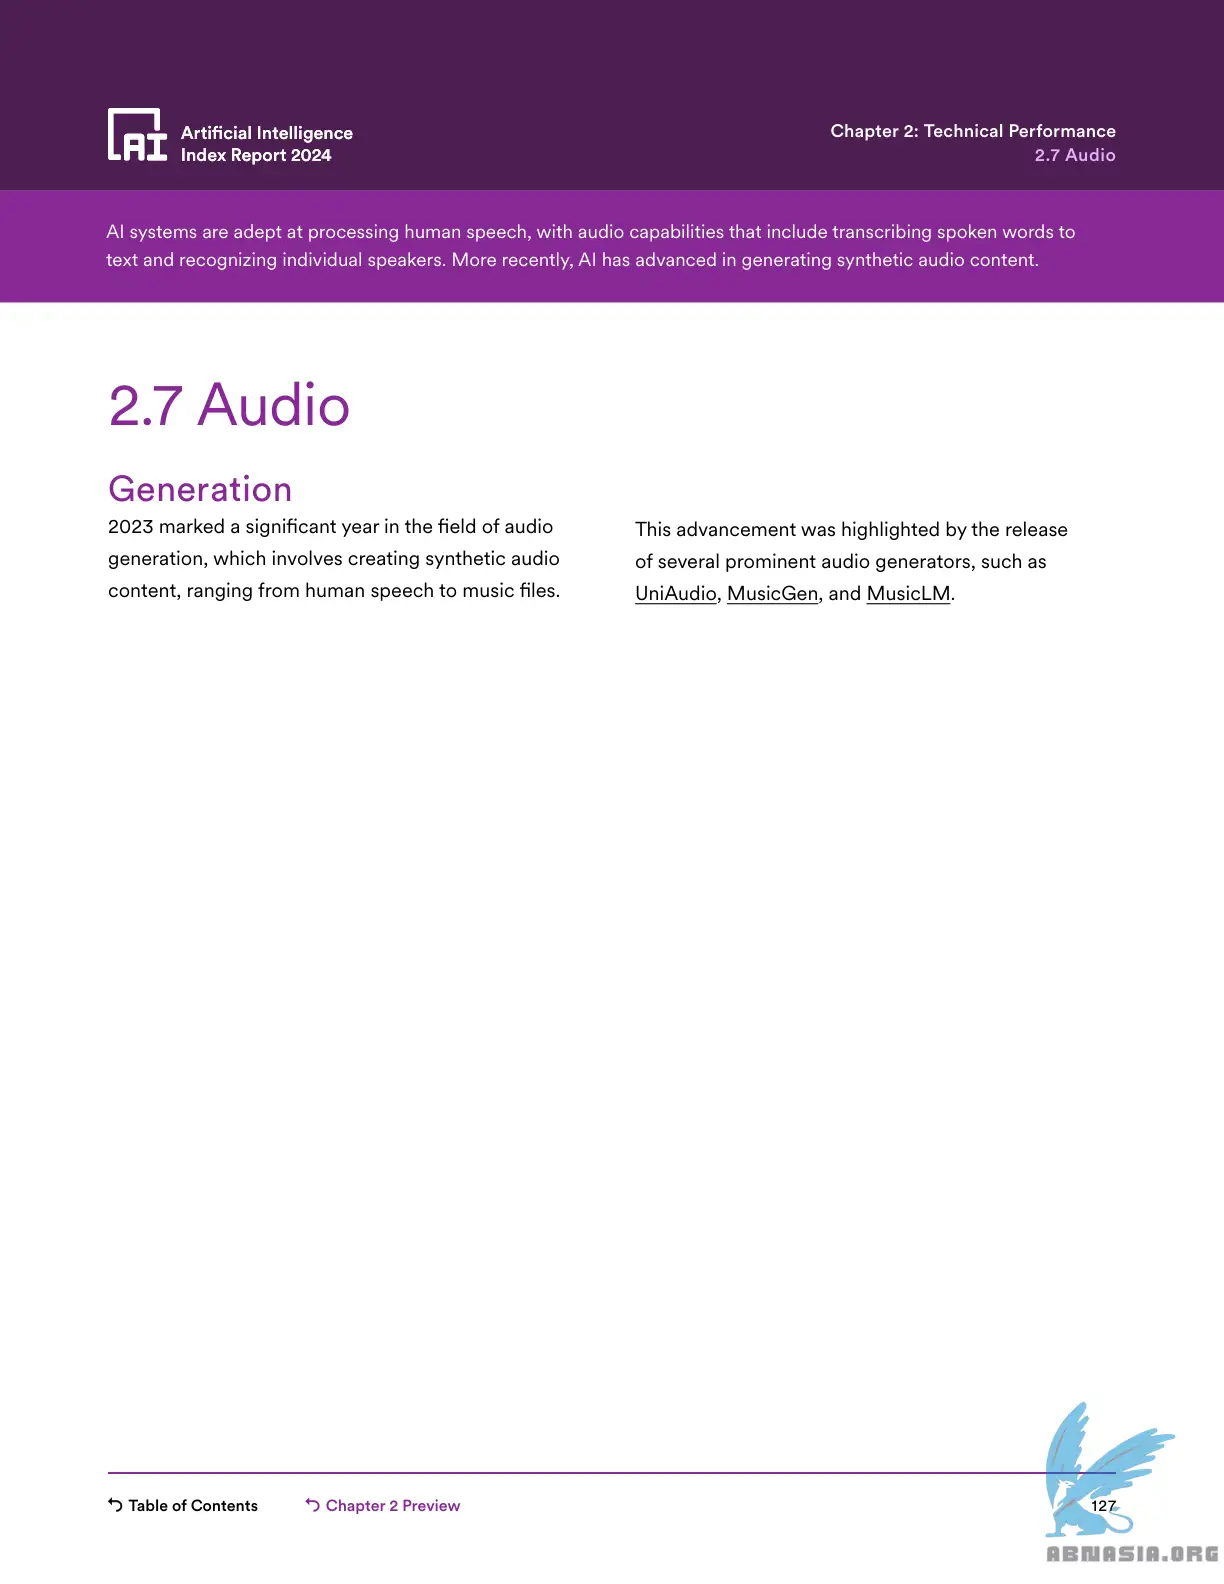 AI
Artificial Intelligence
Index Report 2024
Chapter 2: Technical Performance
2.7 Audio
AI systems are adept at processing human speech, with audio capabilities that include transcribing spoken words to
text and recognizing individual speakers. More recently, AI has advanced in generating synthetic audio content.
2.7 Audio
Generation
2023 marked a significant year in the field of audio
generation, which involves creating synthetic audio
content, ranging from human speech to music files.
This advancement was highlighted by the release
of several prominent audio generators, such as
UniAudio, MusicGen, and MusicLM.
Table of Contents
Chapter 2 Preview
127
ABNASIA.ORG